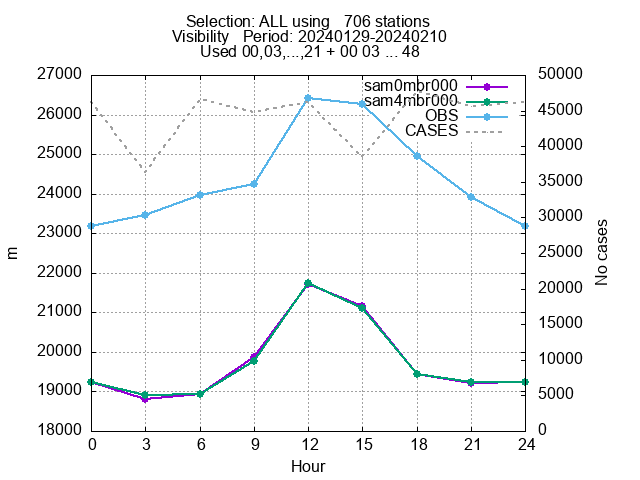 Selection: ALL using   706 stations
Visibility   Period: 20240129-20240210
Used 00,03,...,21 + 00 03 ... 48
27000
26000
25000
24000
23000
22000
21000
20000
19000
18000
m
sam0mbr000
sam4mbr000
OBS
CASES
50000
45000
40000
35000
30000
25000
20000
15000
10000
5000
0
No cases
0 3 6 9 12 15 18 21 24
Hour